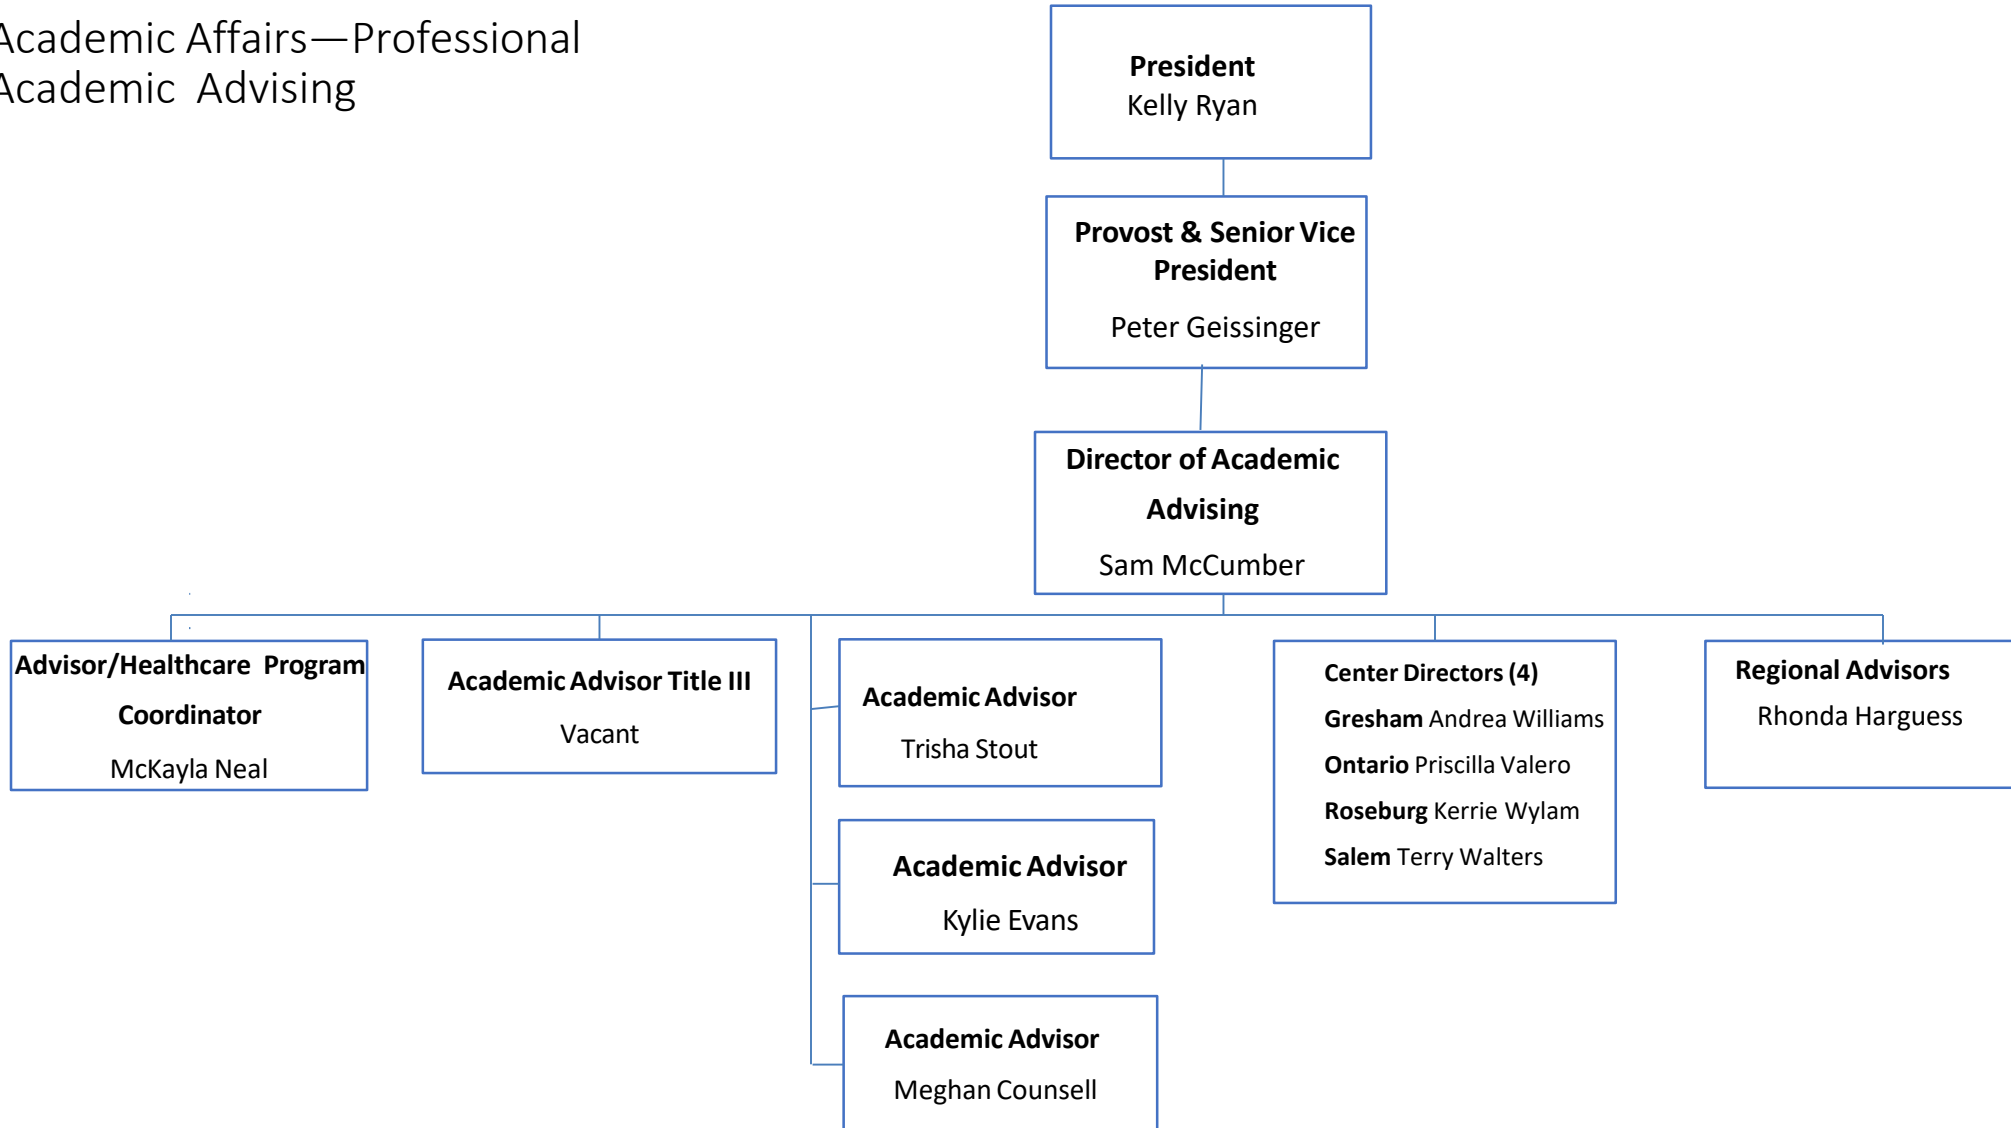 Academic Affairs—Professional
Academic Advising
President
Kelly Ryan
Provost & Senior Vice
President
Peter Geissinger
Director of Academic
Advising
Sam McCumber
Advisor/Healthcare Program
Coordinator
McKayla Neal
Academic Advisor Title III
Vacant
Academic Advisor
Trisha Stout
Academic Advisor
Kylie Evans
Academic Advisor
Meghan Counsell
Center Directors (4)
Gresham Andrea Williams
Ontario Priscilla Valero
Roseburg Kerrie Wylam
Salem Terry Walters
Regional Advisors
Rhonda Harguess